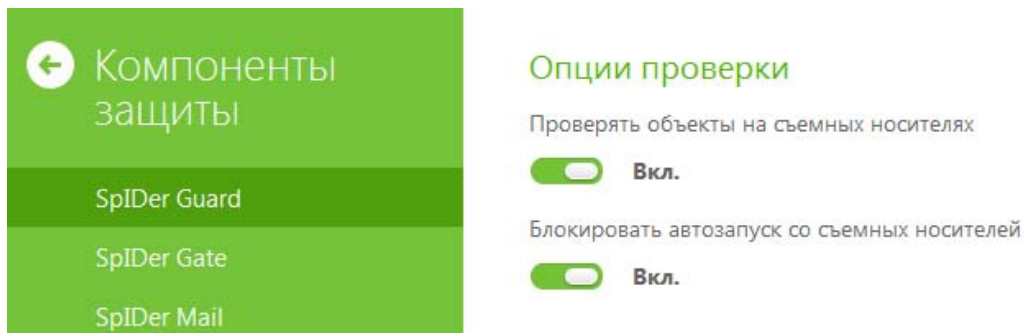 Компоненты
защиты
SpIDer Guard
SpIDer Gate
SpIDer Mail
Опции проверки
Проверять объекты на съемных носителях
Вкл.
Блокировать автозапуск со съемных носителей
Вкл.